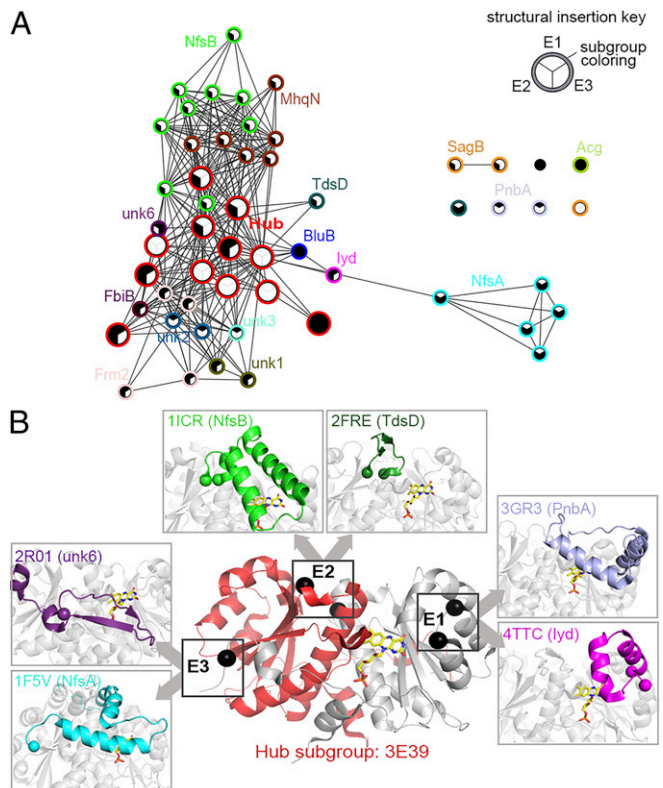 A
structural insertion key
E1
subgroup
coloring
E2
E3
NfsB
MhqN
SagB
Acg
TdsD
PnbA
unk6
Hub
BluB
Iyd
NfsA
FbiB
unk3
unk2
unk1
Frm2
B
1ICR (NfsB)
2FRE (TdsD)
3GR3 (PnbA)
2R01 (unk6)
E2
E1
E3
4TTC (Iyd)
1F5V (NfsA)
Hub subgroup: 3E39